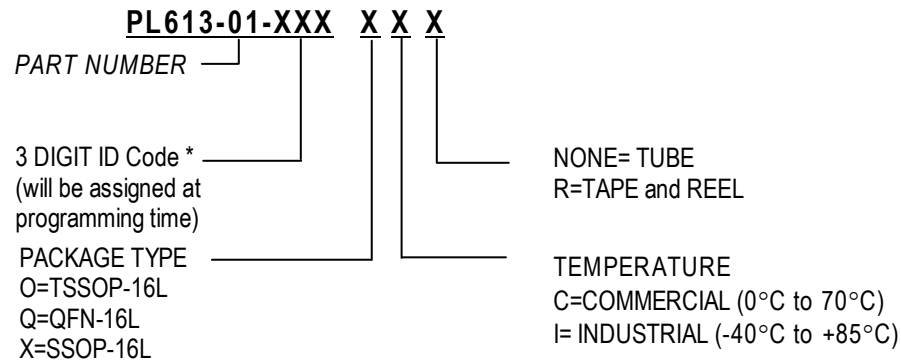 PL613-01-XXX X X X
PART NUMBER
3 DIGIT ID Code *
(will be assigned at
programming time)
PACKAGE TYPE
O=TSSOP-16L
Q=QFN-16L
X=SSOP-16L
NONE= TUBE
R=TAPE and REEL
TEMPERATURE
C=COMMERCIAL (0°C to 70°C)
I= INDUSTRIAL (-40°C to +85°C)